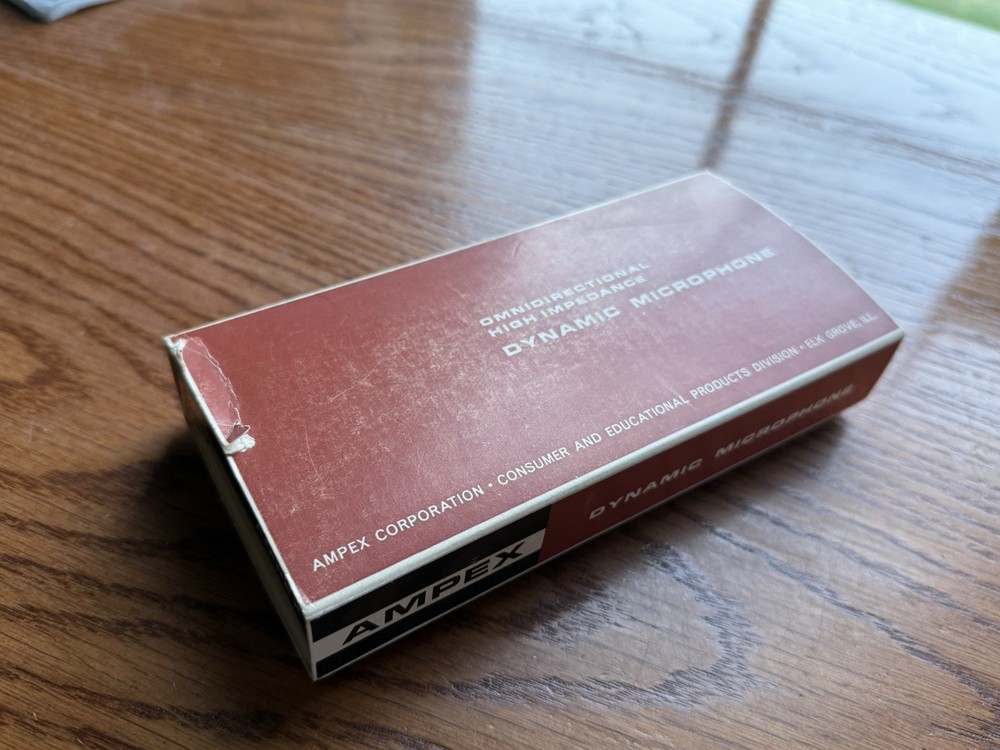 OMNIDIRECTIONAL
HIGH IMPEDANCE
DYNAMIC MICROPHONE
AMPEX CORPORATION • CONSUMER AND EDUCATIONAL PRODUCTS DIVISION • ELK GROVE, ILL.
AMPEX
DYNAMIC MICROPHONE